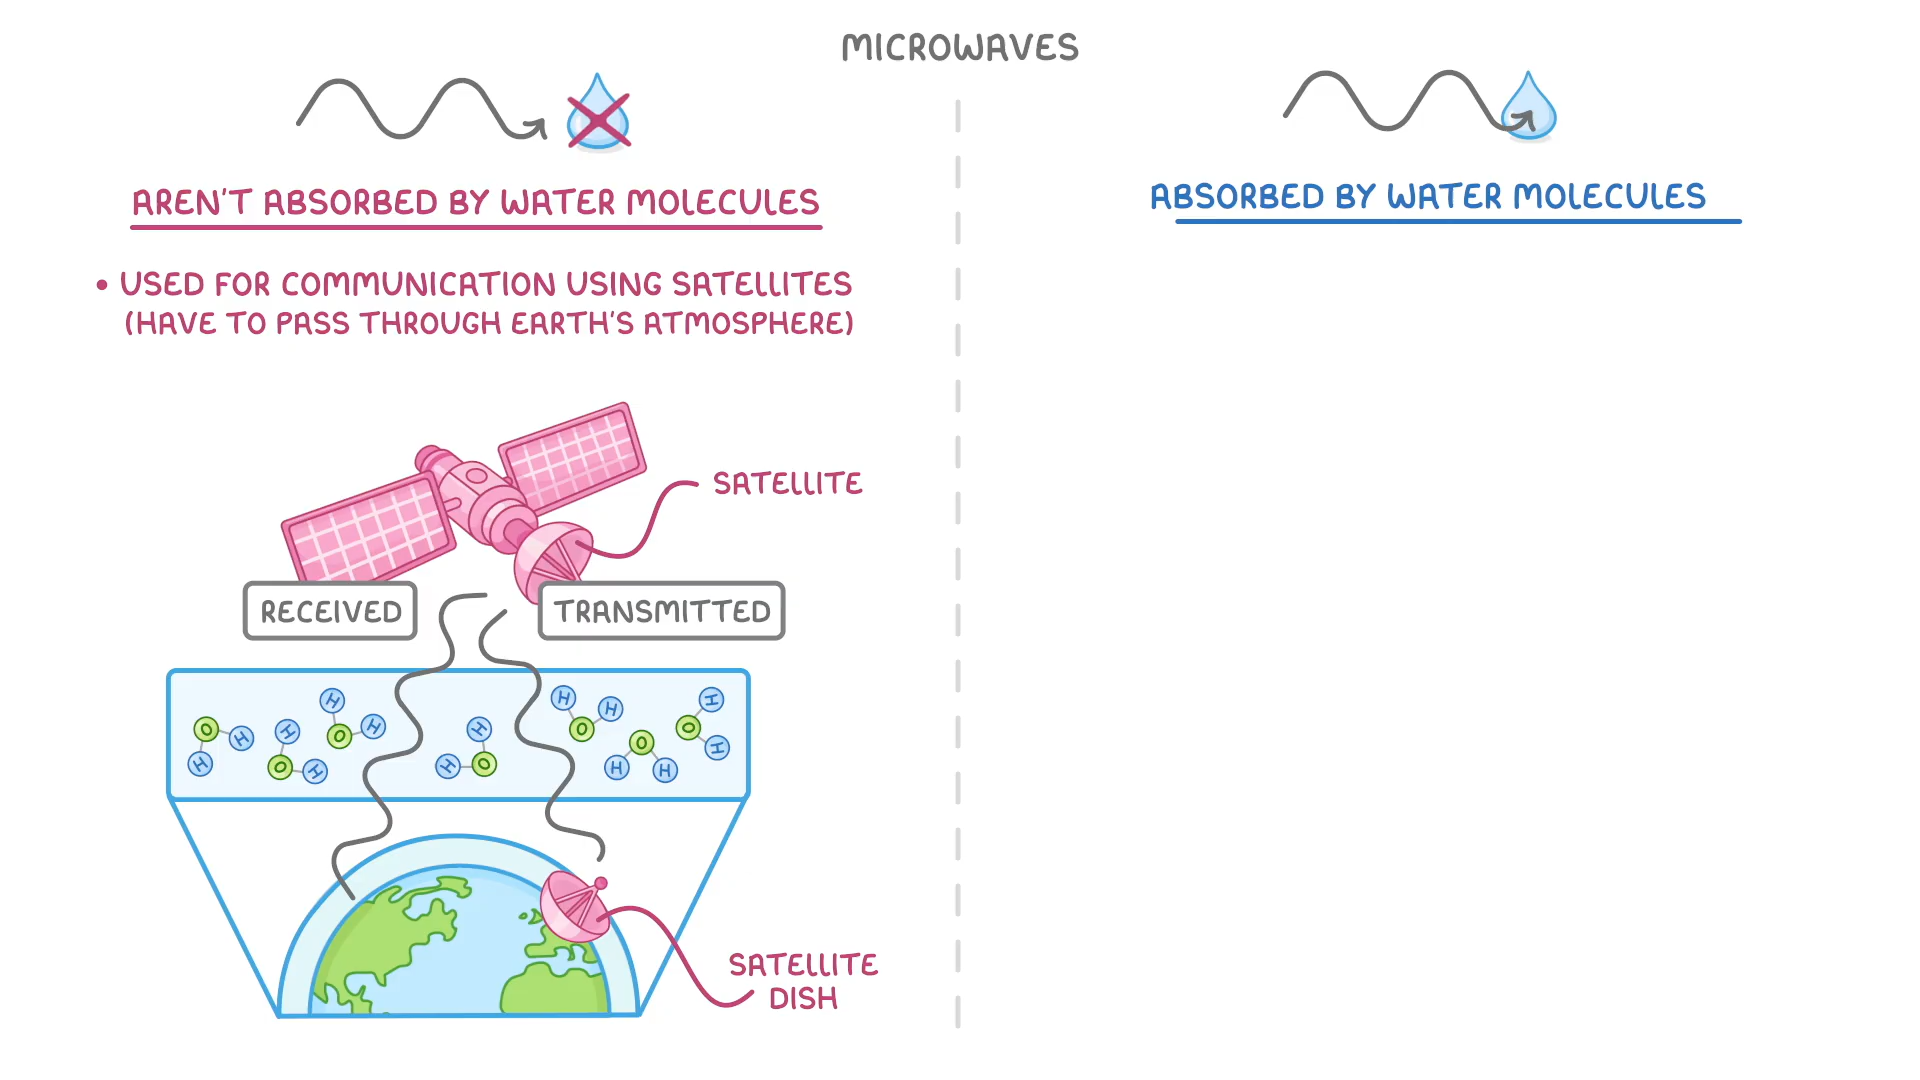 MICROWAVES
AREN'T ABSORBED BY WATER MOLECULES
• USED FOR COMMUNICATION USING SATELLITES
(HAVE TO PASS THROUGH EARTH'S ATMOSPHERE)
SATELLITE
RECEIVED
TRANSMITTED
O H H
H O H
H O H
H H O
H H O
O H H
H O H
SATELLITE
DISH
ABSORBED BY WATER MOLECULES